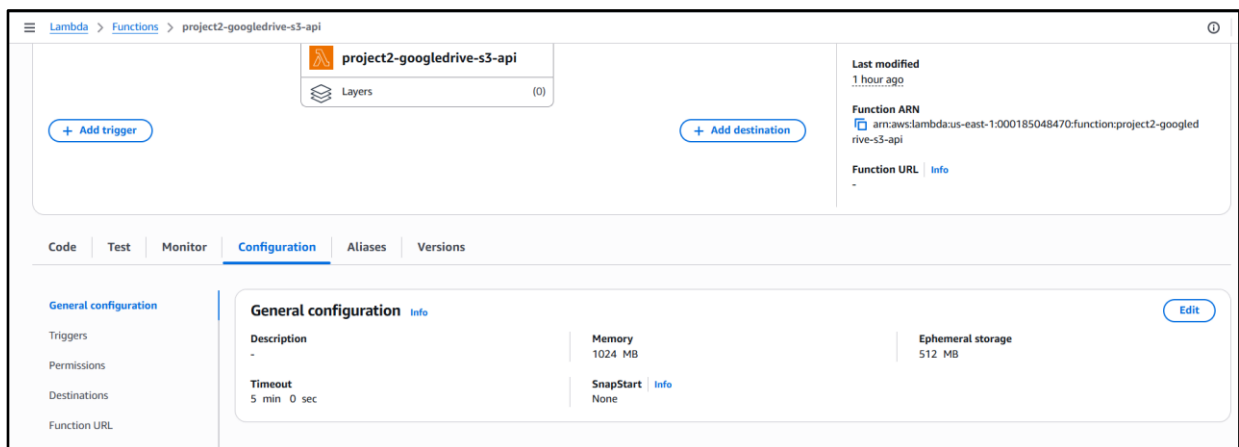 Lambda > Functions > project2-googledrive-s3-api
project2-googledrive-s3-api
Layers (0)
+ Add trigger
+ Add destination
Last modified
1 hour ago
Function ARN
arn:aws:lambda:us-east-1:000185048470:function:project2-googled
rive-s3-api
Function URL Info
-
Code Test Monitor Configuration Aliases Versions
General configuration
Triggers
Permissions
Destinations
Function URL
General configuration Info Edit
Description Memory Ephemeral storage
- 1024 MB 512 MB
Timeout SnapStart Info
5 min 0 sec None